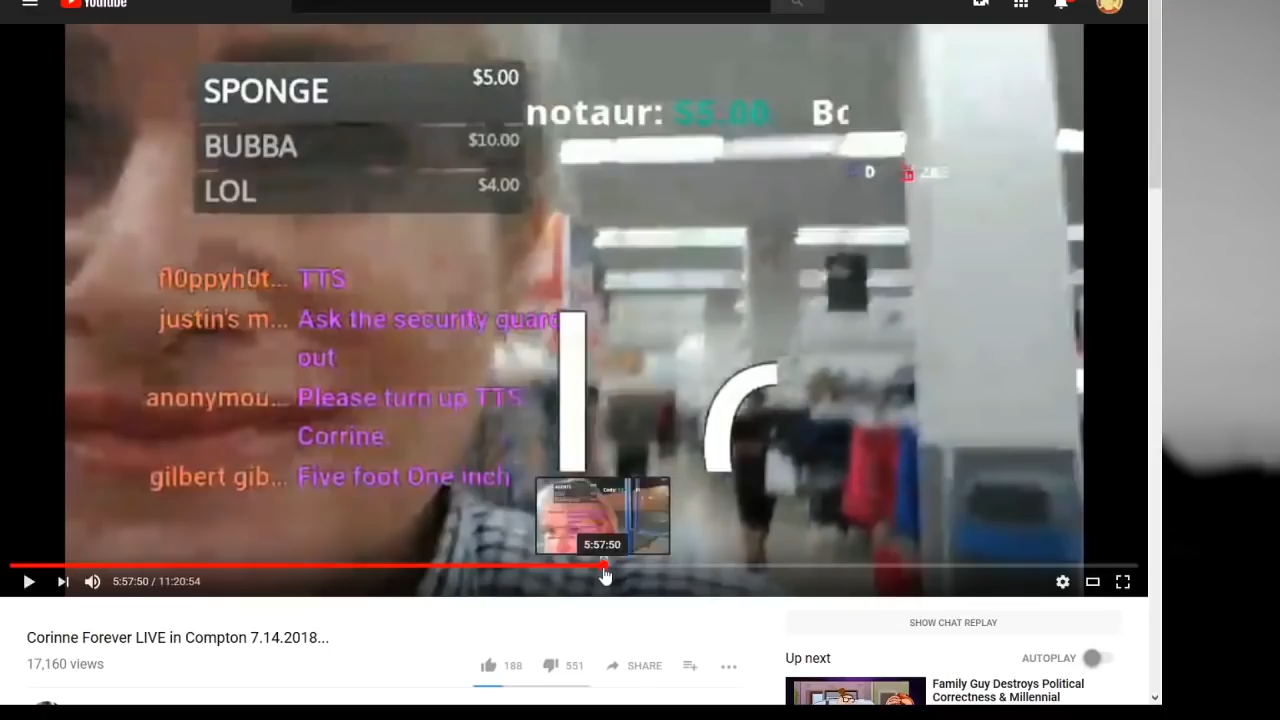 YouTube
SPONGE $5.00
notaur: $5.00 Bo
BUBBA $10.00
D
LOL $4.00
fl0ppyh0t... TTS
justin's m... Ask the security guard
out
anonymou... Please turn up TTS
Corrine.
gilbert gib... Five foot One inch
5:57:50
5:57:50 / 11:20:54
Corinne Forever LIVE in Compton 7.14.2018...
17,160 views
188 551 SHARE
SHOW CHAT REPLAY
Up next AUTOPLAY
Family Guy Destroys Political
Correctness & Millennial